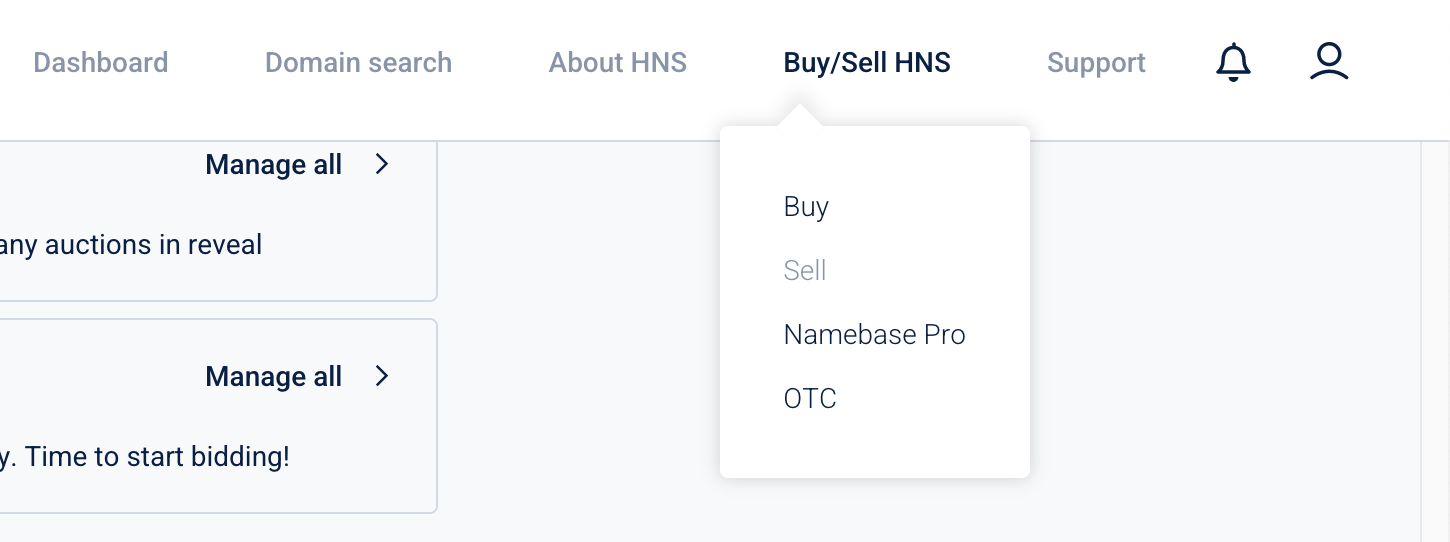 Dashboard
Domain search
About HNS
Buy/Sell HNS
Support
Manage all
any auctions in reveal
Manage all
y. Time to start bidding!
Buy
Sell
Namebase Pro
OTC